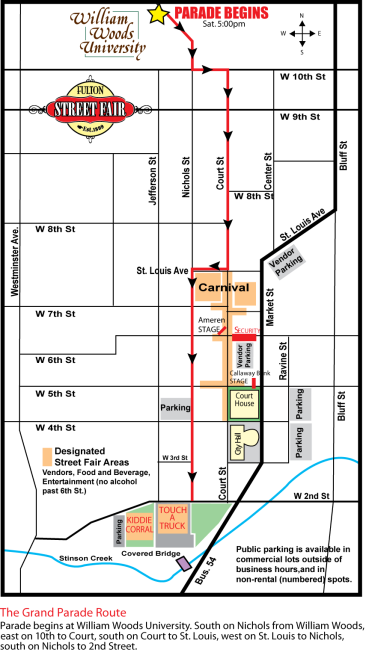 William
Woods
University
PARADE BEGINS
Sat. 5:00pm
N
W
E
S
W 10th St
FULTON
STREET FAIR
EST. 1899
W 9th St
Jefferson St
Nichols St
Court St
Center St
Bluff St
W 8th St
W 8th St
Westminster Ave.
St. Louis Ave
St. Louis Ave
Vendor
Parking
Carnival
Market St
W 7th St
Ameren
STAGE
SECURITY
Vendor
Parking
Ravine St
W 6th St
Callaway Bank
STAGE
W 5th St
Court
House
Parking
Parking
Bluff St
W 4th St
City Hall
Parking
Designated
Street Fair Areas
Vendors, Food and Beverage,
Entertainment (no alcohol
past 6th St.)
W 3rd St
Court St
W 2nd St
Parking
KIDDIE
CORRAL
TOUCH
A
TRUCK
Covered Bridge
Stinson Creek
Bus. 54
Public parking is available in
commercial lots outside of
business hours,and in
non-rental (numbered) spots.
The Grand Parade Route
Parade begins at William Woods University. South on Nichols from William Woods,
east on 10th to Court, south on Court to St. Louis, west on St. Louis to Nichols,
south on Nichols to 2nd Street.